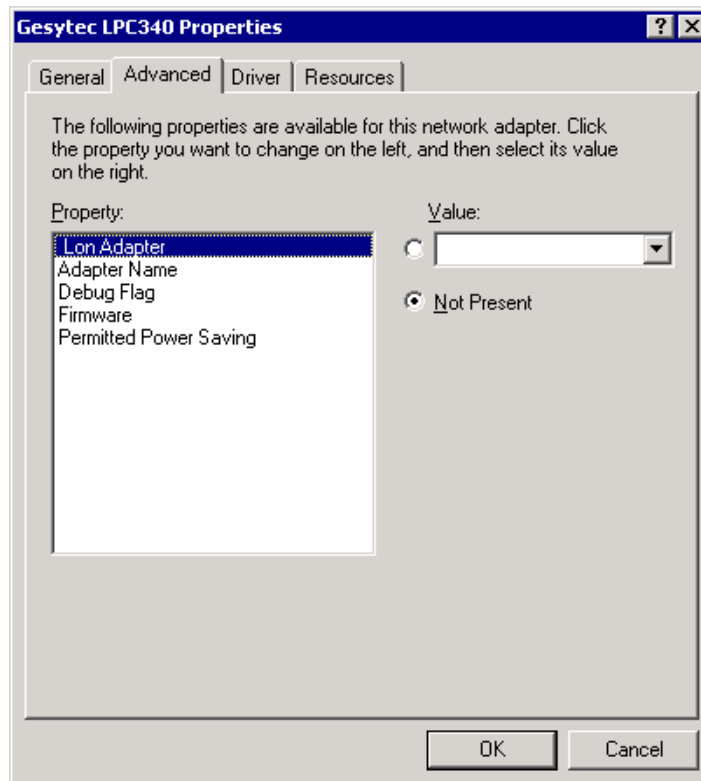 Gesytec LPC340 Properties
General Advanced Driver Resources
The following properties are available for this network adapter. Click
the property you want to change on the left, and then select its value
on the right.
Property: Value:
Lon Adapter
Adapter Name
Debug Flag
Firmware
Permitted Power Saving
Not Present
OK Cancel